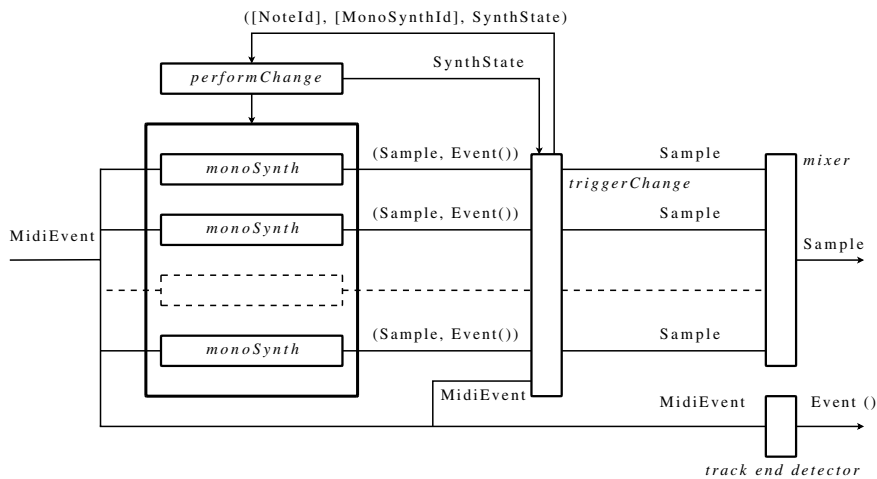 ([NoteId], [MonoSynthId], SynthState)
SynthState
performChange
(Sample, Event())
Sample
monoSynth
mixer
triggerChange
(Sample, Event())
Sample
monoSynth
MidiEvent
Sample
(Sample, Event())
Sample
monoSynth
MidiEvent
MidiEvent
Event ()
track end detector